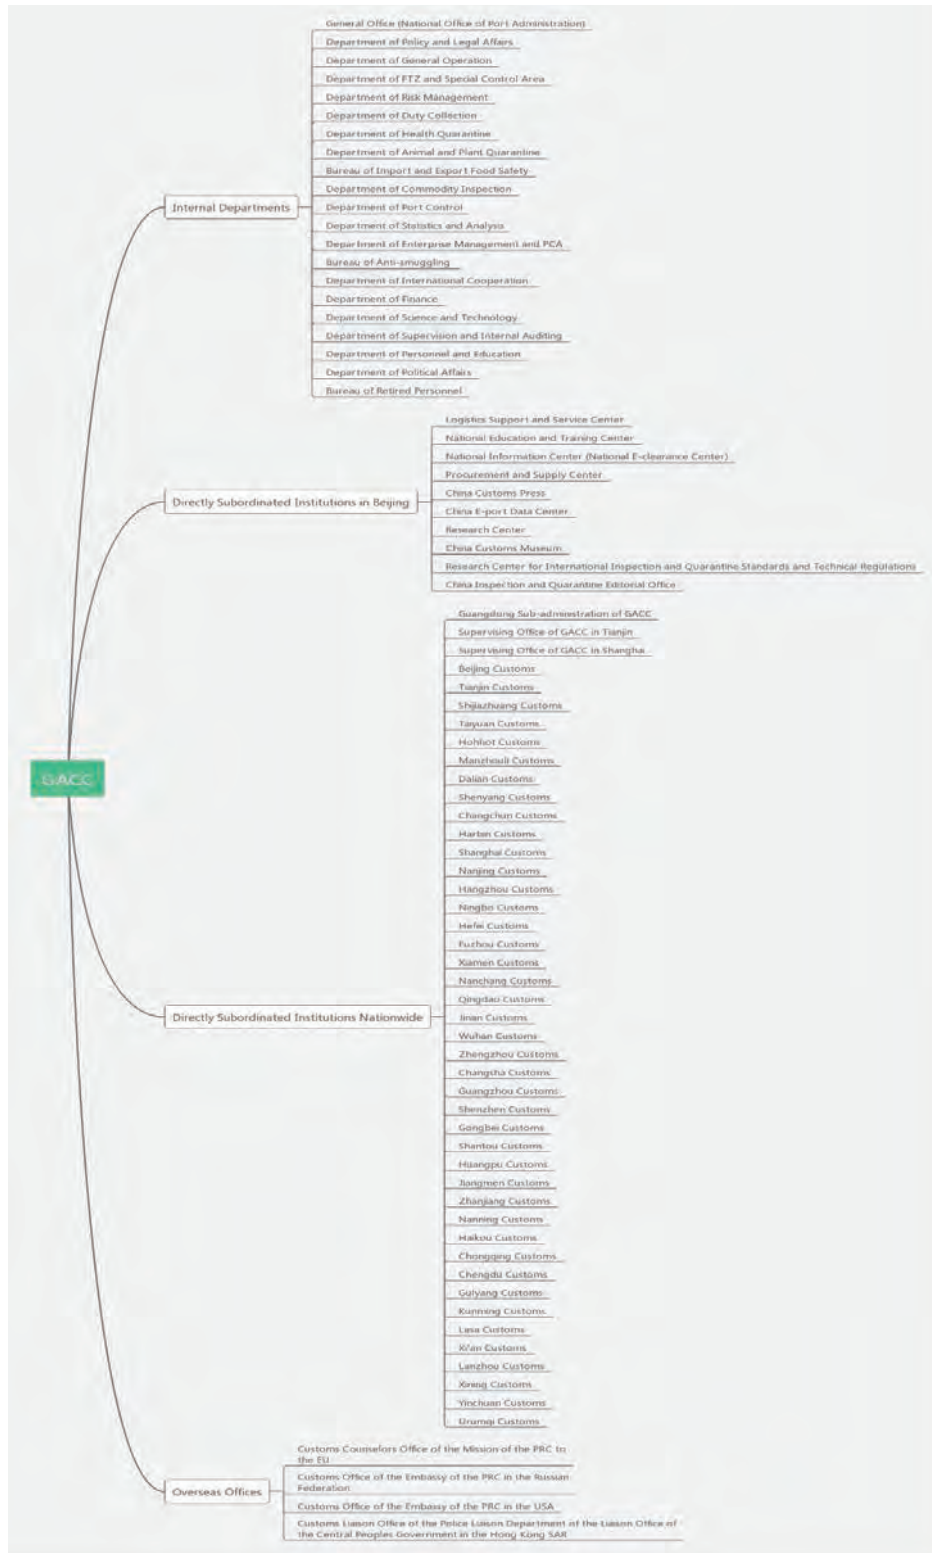 General Office (National Office of Port Administration)
Department of Policy and Legal Affairs
Department of General Operation
Department of FTZ and Special Control Area
Department of Risk Management
Department of Duty Collection
Department of Health Quarantine
Department of Animal and Plant Quarantine
Bureau of Import and Export Food Safety
Department of Commodity Inspection
Internal Departments
Department of Port Control
Department of Statistics and Analysis
Department of Enterprise Management and PCA
Bureau of Anti-smuggling
Department of International Cooperation
Department of Finance
Department of Science and Technology
Department of Supervision and Internal Auditing
Department of Personnel and Education
Department of Political Affairs
Bureau of Retired Personnel
Logistics Support and Service Center
National Education and Training Center
National Information Center (National E-clearance Center)
Procurement and Supply Center
China Customs Press
Directly Subordinated Institutions in Beijing
China E-port Data Center
Research Center
China Customs Museum
Research Center for International Inspection and Quarantine Standards and Technical Regulations
China Inspection and Quarantine Editorial Office
Guangdong Sub-administration of GACC
Supervising Office of GACC in Tianjin
Supervising Office of GACC in Shanghai
Beijing Customs
Tianjin Customs
Shijiazhuang Customs
Taiyuan Customs
Hohhot Customs
Manzhouli Customs
GACC
Dalian Customs
Shenyang Customs
Changchun Customs
Harbin Customs
Shanghai Customs
Nanjing Customs
Hangzhou Customs
Ningbo Customs
Hefei Customs
Fuzhou Customs
Xiamen Customs
Nanchang Customs
Qingdao Customs
Directly Subordinated Institutions Nationwide
Jinan Customs
Wuhan Customs
Zhengzhou Customs
Changsha Customs
Guangzhou Customs
Shenzhen Customs
Gongbei Customs
Shantou Customs
Huangpu Customs
Jiangmen Customs
Zhanjiang Customs
Nanning Customs
Haikou Customs
Chongqing Customs
Chengdu Customs
Guiyang Customs
Kunming Customs
Lasa Customs
Xi'an Customs
Lanzhou Customs
Xining Customs
Yinchuan Customs
Urumqi Customs
Customs Counselors Office of the Mission of the PRC to
the EU
Customs Office of the Embassy of the PRC in the Russian
Federation
Overseas Offices
Customs Office of the Embassy of the PRC in the USA
Customs Liaison Office of the Police Liaison Department of the Liaison Office of
the Central Peoples Government in the Hong Kong SAR